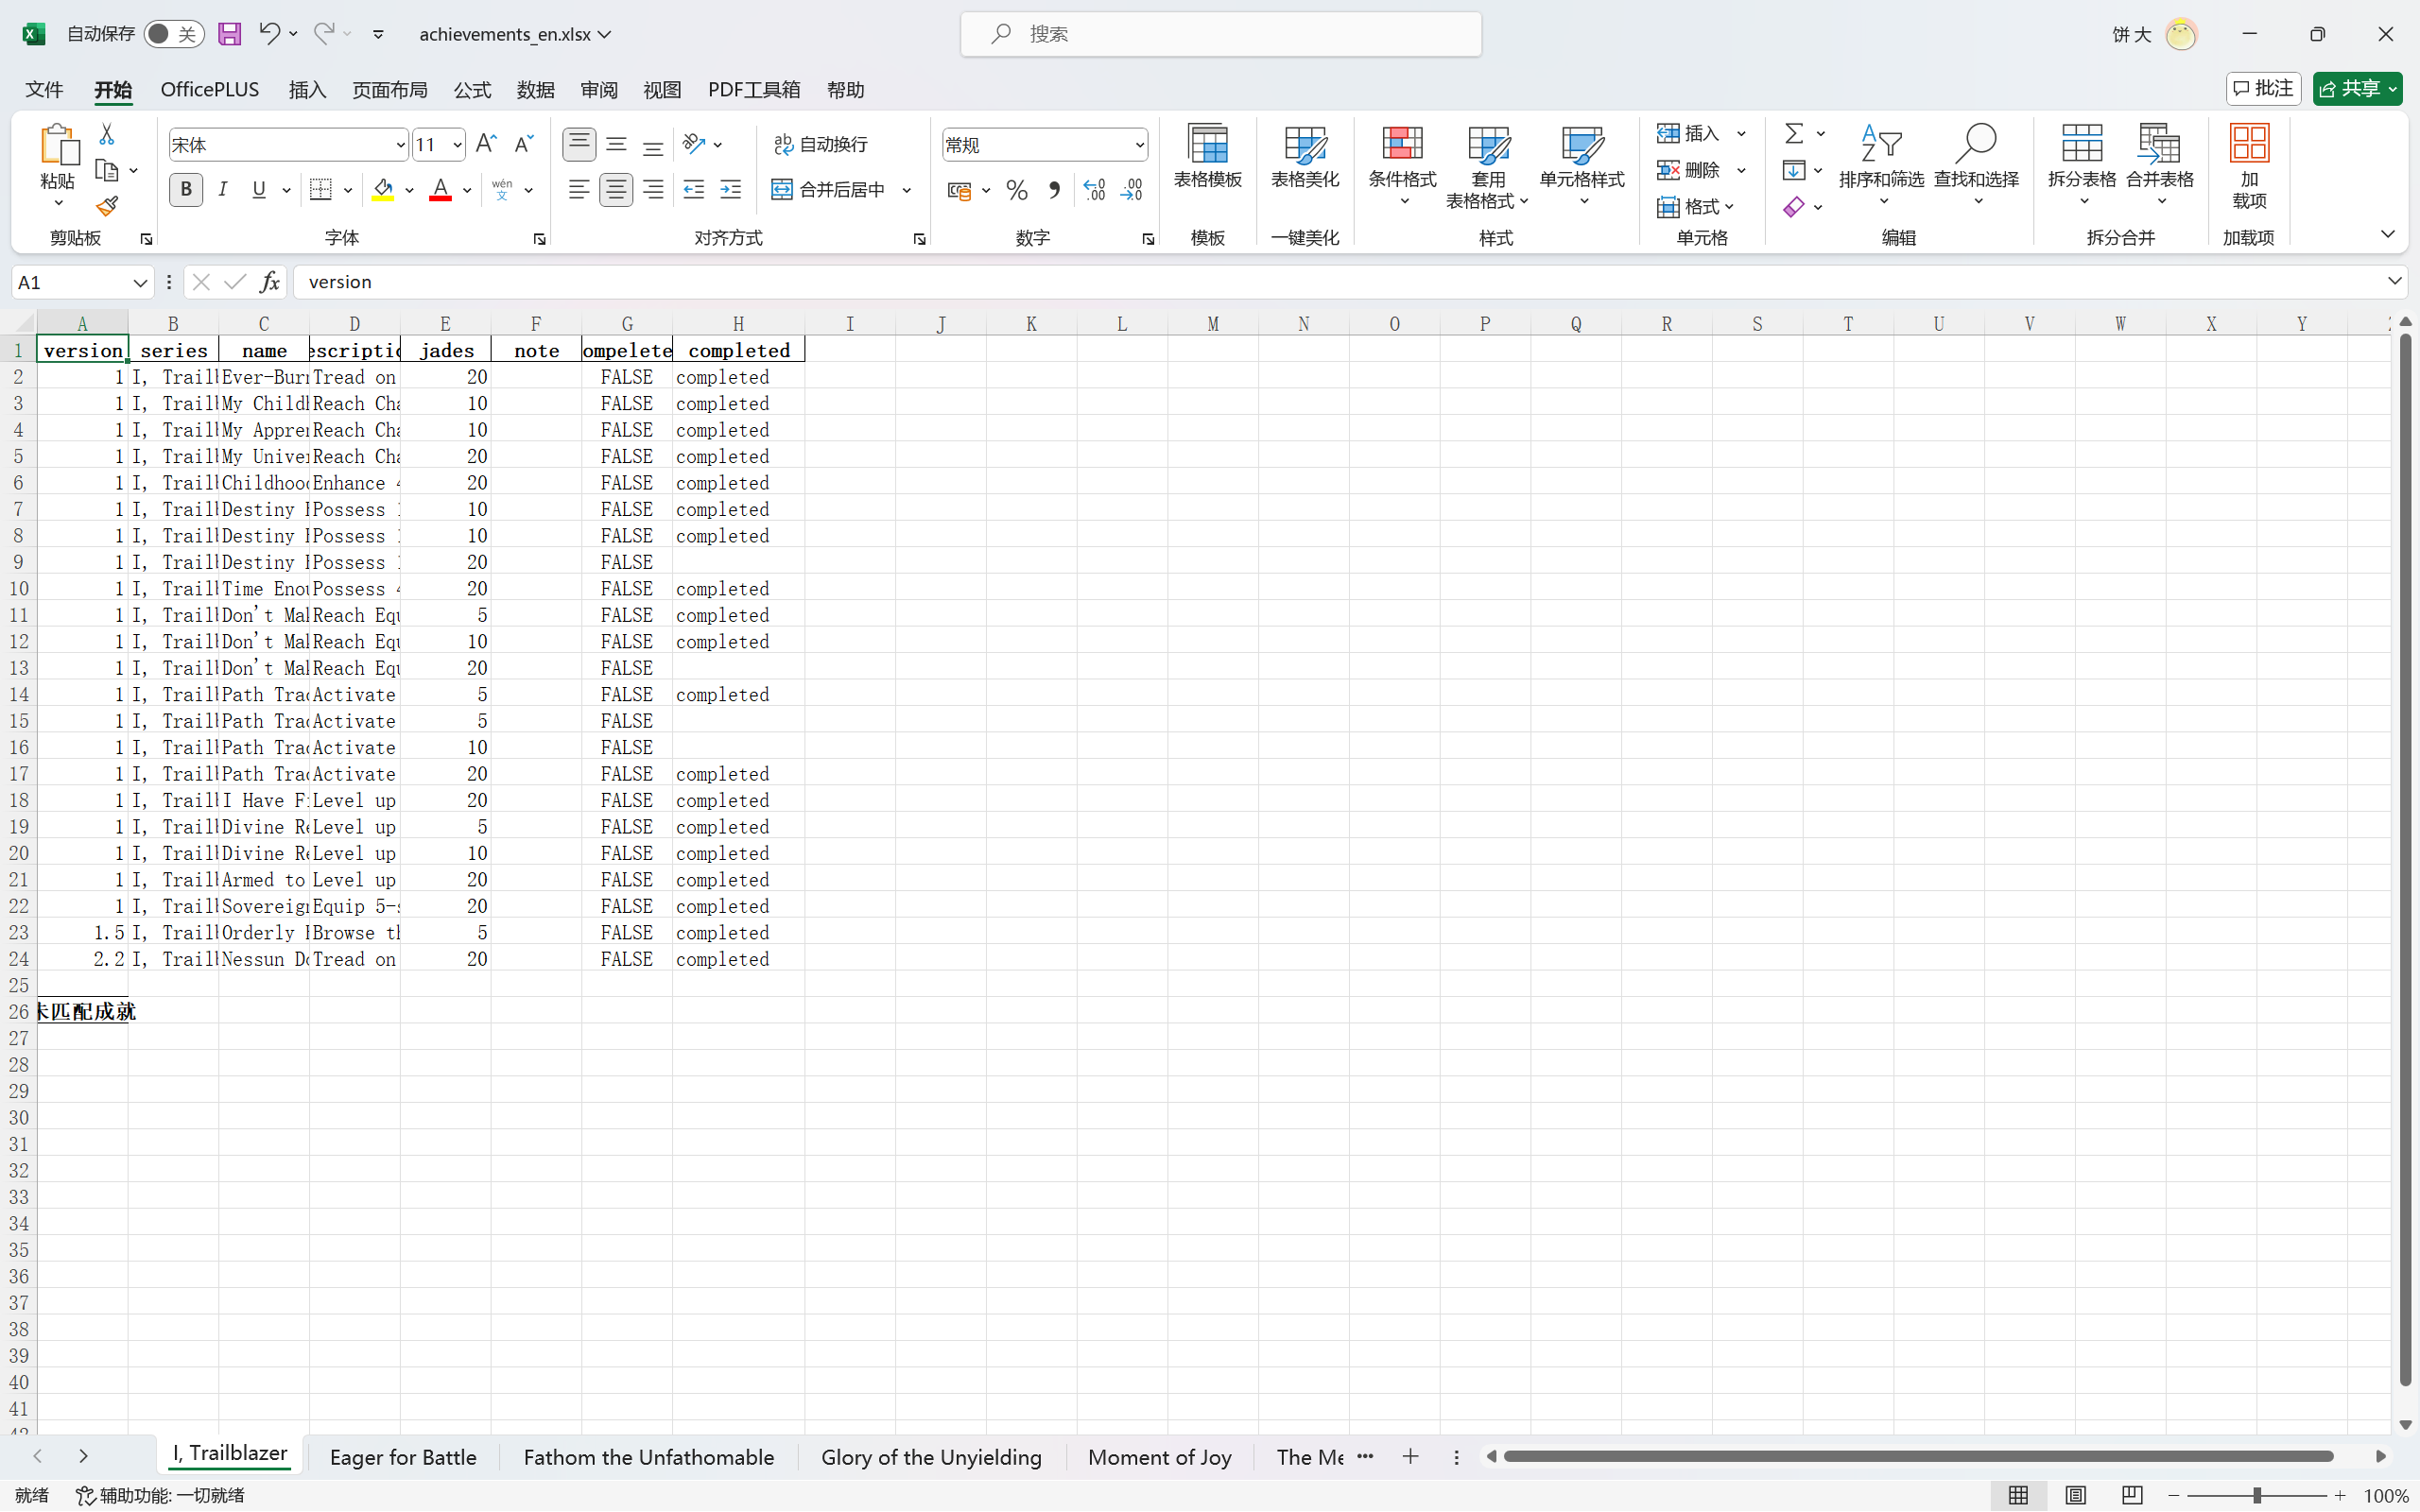 自动保存 关 achievements_en.xlsx 搜索 饼 大
文件 开始 OfficePLUS 插入 页面布局 公式 数据 审阅 视图 PDF工具箱 帮助 批注 共享
宋体 11 自动换行 常规 插入
粘贴 B I U A wén 文 合并后居中 % 表格模板 表格美化 条件格式 套用 表格格式 单元格样式 删除 格式 排序和筛选 查找和选择 拆分表格 合并表格 加 载项
剪贴板 字体 对齐方式 数字 模板 一键美化 样式 单元格 编辑 拆分合并 加载项
A1 fx version
A B C D E F G H I J K L M N O P Q R S T U V W X Y
1 version series name escriptio jades note ompelete completed
2 1 I, Trail Ever-Bur Tread on 20 FALSE completed
3 1 I, Trail My Child Reach Cha 10 FALSE completed
4 1 I, Trail My Appre Reach Cha 10 FALSE completed
5 1 I, Trail My Unive Reach Cha 20 FALSE completed
6 1 I, Trail Childhoo Enhance 20 FALSE completed
7 1 I, Trail Destiny Possess 10 FALSE completed
8 1 I, Trail Destiny Possess 10 FALSE completed
9 1 I, Trail Destiny Possess 20 FALSE
10 1 I, Trail Time Eno Possess 20 FALSE completed
11 1 I, Trail Don't Ma Reach Equ 5 FALSE completed
12 1 I, Trail Don't Ma Reach Equ 10 FALSE completed
13 1 I, Trail Don't Ma Reach Equ 20 FALSE
14 1 I, Trail Path Tra Activate 5 FALSE completed
15 1 I, Trail Path Tra Activate 5 FALSE
16 1 I, Trail Path Tra Activate 10 FALSE
17 1 I, Trail Path Tra Activate 20 FALSE completed
18 1 I, Trail I Have F Level up 20 FALSE completed
19 1 I, Trail Divine R Level up 5 FALSE completed
20 1 I, Trail Divine R Level up 10 FALSE completed
21 1 I, Trail Armed to Level up 20 FALSE completed
22 1 I, Trail Sovereig Equip 5- 20 FALSE completed
23 1.5 I, Trail Orderly Browse th 5 FALSE completed
24 2.2 I, Trail Nessun D Tread on 20 FALSE completed
25
26 未匹配成就
27
28
29
30
31
32
33
34
35
36
37
38
39
40
41
I, Trailblazer Eager for Battle Fathom the Unfathomable Glory of the Unyielding Moment of Joy The Me
就绪 辅助功能: 一切就绪 100%